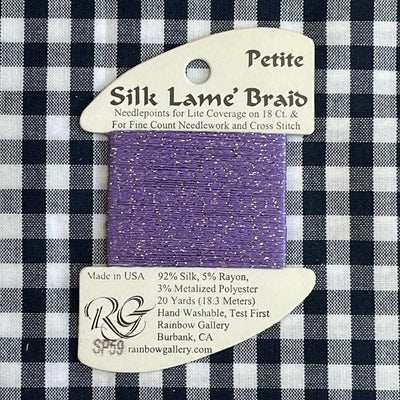 Petite
Silk Lame' Braid
Needlepoints for Lite Coverage on 18 Ct. &
For Fine Count Needlework and Cross Stitch
Made in USA
92% Silk, 5% Rayon,
3% Metalized Polyester
20 Yards (18.3 Meters)
Hand Washable, Test First
Rainbow Gallery
Burbank, CA
rainbowgallery.com
RG
SP59